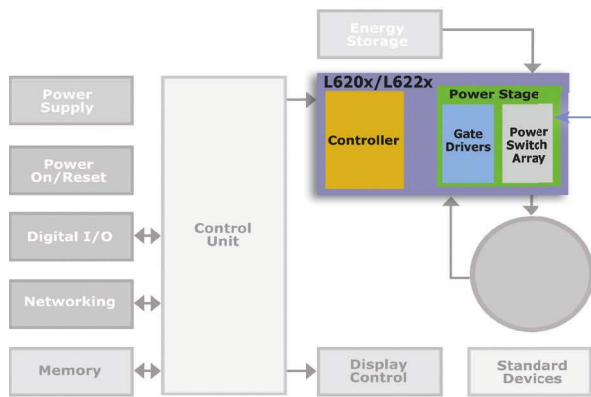 Energy
Storage
L620x/L622x
Power Stage
Controller
Gate
Drivers
Power
Switch
Array
Power
Supply
Power
On/Reset
Digital I/O
Networking
Memory
Control
Unit
Display
Control
Standard
Devices